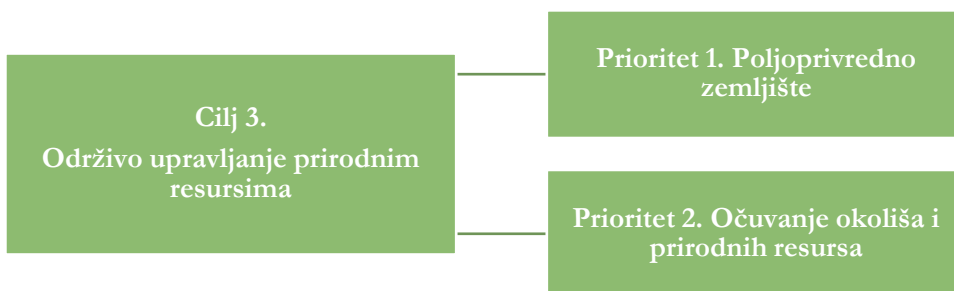 Cilj 3.
Održivo upravljanje prirodnim
resursima
Prioritet 1. Poljoprivredno
zemljište
Prioritet 2. Očuvanje okoliša i
prirodnih resursa